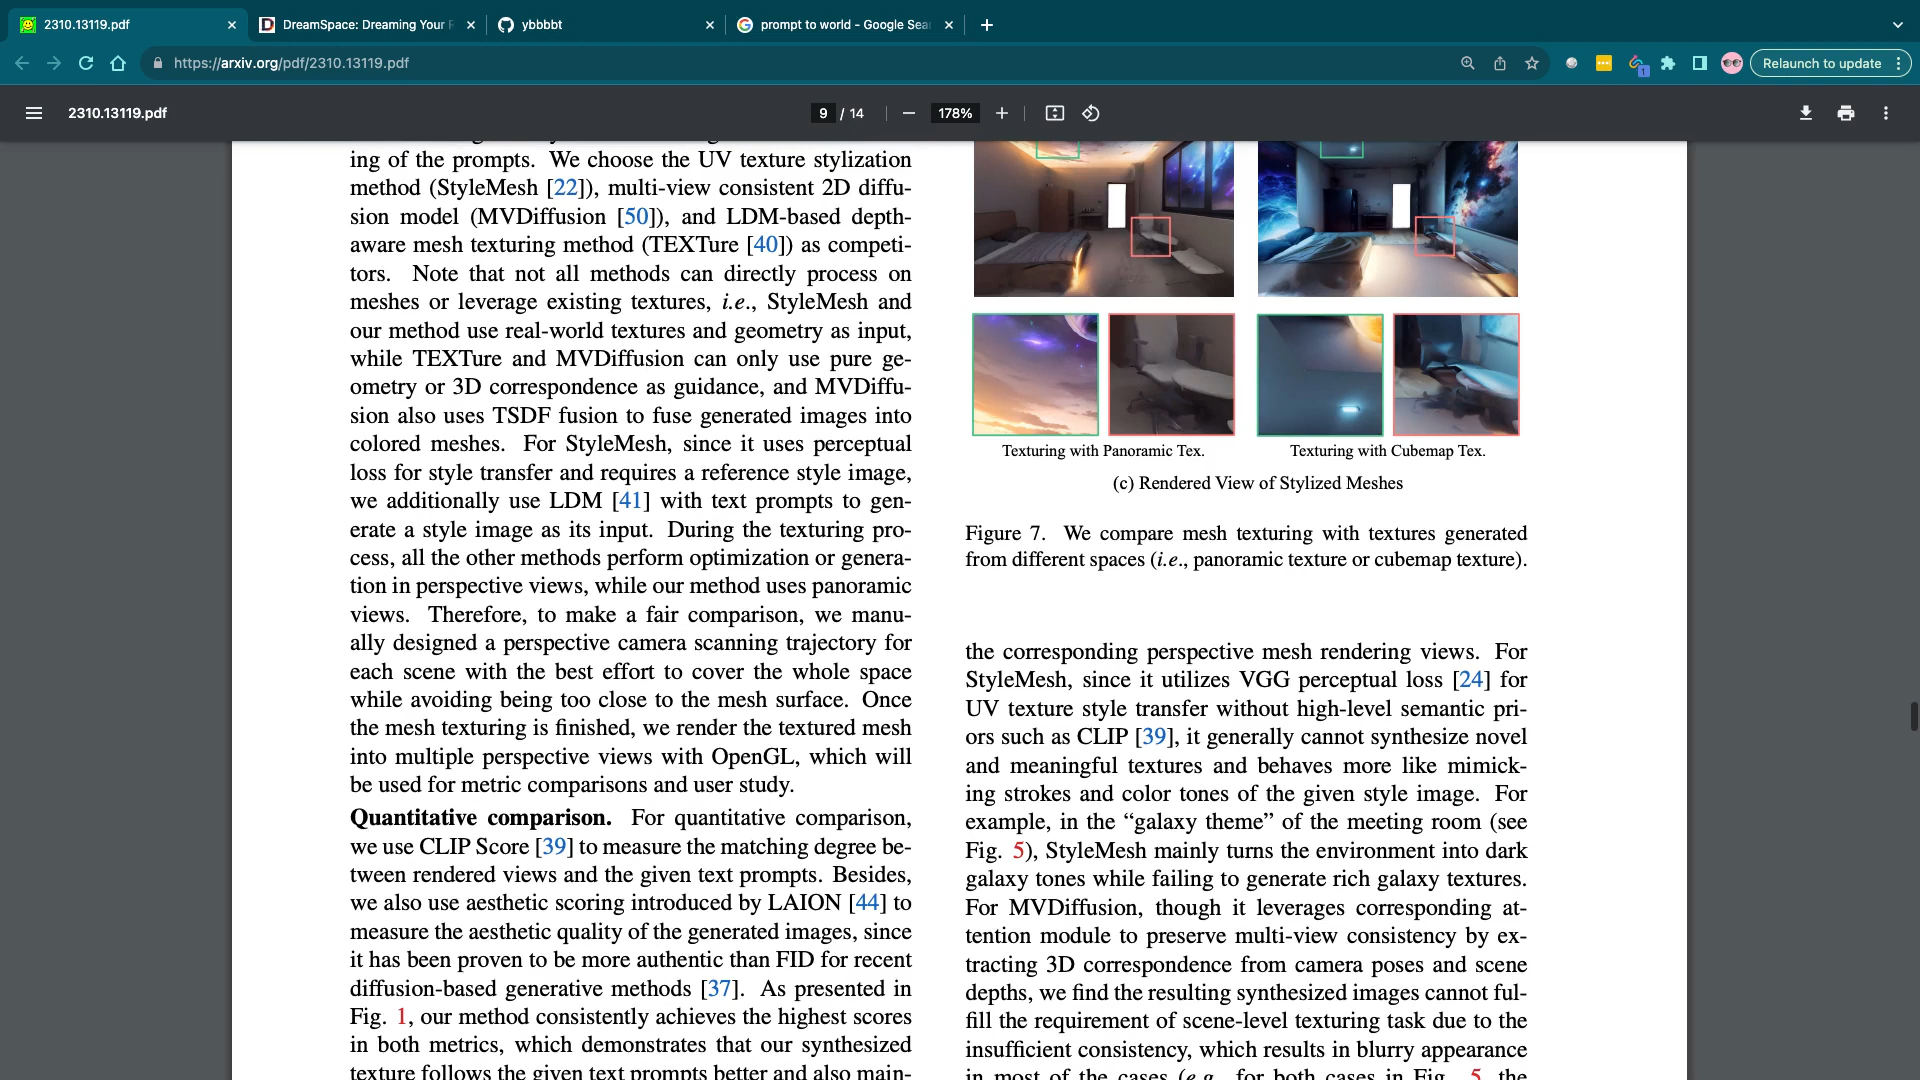 2310.13119.pdf
DreamSpace: Dreaming Your
ybbbbt
prompt to world - Google Sea
https://arxiv.org/pdf/2310.13119.pdf
1
Relaunch to update
2310.13119.pdf
9 / 14
178%
ing of the prompts. We choose the UV texture stylization
method (StyleMesh [22]), multi-view consistent 2D diffu-
sion model (MVDiffusion [50]), and LDM-based depth-
aware mesh texturing method (TEXTure [40]) as competi-
tors. Note that not all methods can directly process on
meshes or leverage existing textures, i.e., StyleMesh and
our method use real-world textures and geometry as input,
while TEXTure and MVDiffusion can only use pure ge-
ometry or 3D correspondence as guidance, and MVDiffu-
sion also uses TSDF fusion to fuse generated images into
colored meshes. For StyleMesh, since it uses perceptual
loss for style transfer and requires a reference style image,
we additionally use LDM [41] with text prompts to gen-
erate a style image as its input. During the texturing pro-
cess, all the other methods perform optimization or genera-
tion in perspective views, while our method uses panoramic
views. Therefore, to make a fair comparison, we manu-
ally designed a perspective camera scanning trajectory for
each scene with the best effort to cover the whole space
while avoiding being too close to the mesh surface. Once
the mesh texturing is finished, we render the textured mesh
into multiple perspective views with OpenGL, which will
be used for metric comparisons and user study.
Quantitative comparison. For quantitative comparison,
we use CLIP Score [39] to measure the matching degree be-
tween rendered views and the given text prompts. Besides,
we also use aesthetic scoring introduced by LAION [44] to
measure the aesthetic quality of the generated images, since
it has been proven to be more authentic than FID for recent
diffusion-based generative methods [37]. As presented in
Fig. 1, our method consistently achieves the highest scores
in both metrics, which demonstrates that our synthesized
texture follows the given text prompts better and also main-
Texturing with Panoramic Tex.
Texturing with Cubemap Tex.
(c) Rendered View of Stylized Meshes
Figure 7. We compare mesh texturing with textures generated
from different spaces (i.e., panoramic texture or cubemap texture).
the corresponding perspective mesh rendering views. For
StyleMesh, since it utilizes VGG perceptual loss [24] for
UV texture style transfer without high-level semantic pri-
ors such as CLIP [39], it generally cannot synthesize novel
and meaningful textures and behaves more like mimick-
ing strokes and color tones of the given style image. For
example, in the “galaxy theme” of the meeting room (see
Fig. 5), StyleMesh mainly turns the environment into dark
galaxy tones while failing to generate rich galaxy textures.
For MVDiffusion, though it leverages corresponding at-
tention module to preserve multi-view consistency by ex-
tracting 3D correspondence from camera poses and scene
depths, we find the resulting synthesized images cannot ful-
fill the requirement of scene-level texturing task due to the
insufficient consistency, which results in blurry appearance
in most of the cases (e.g., for both cases in Fig. 5, the